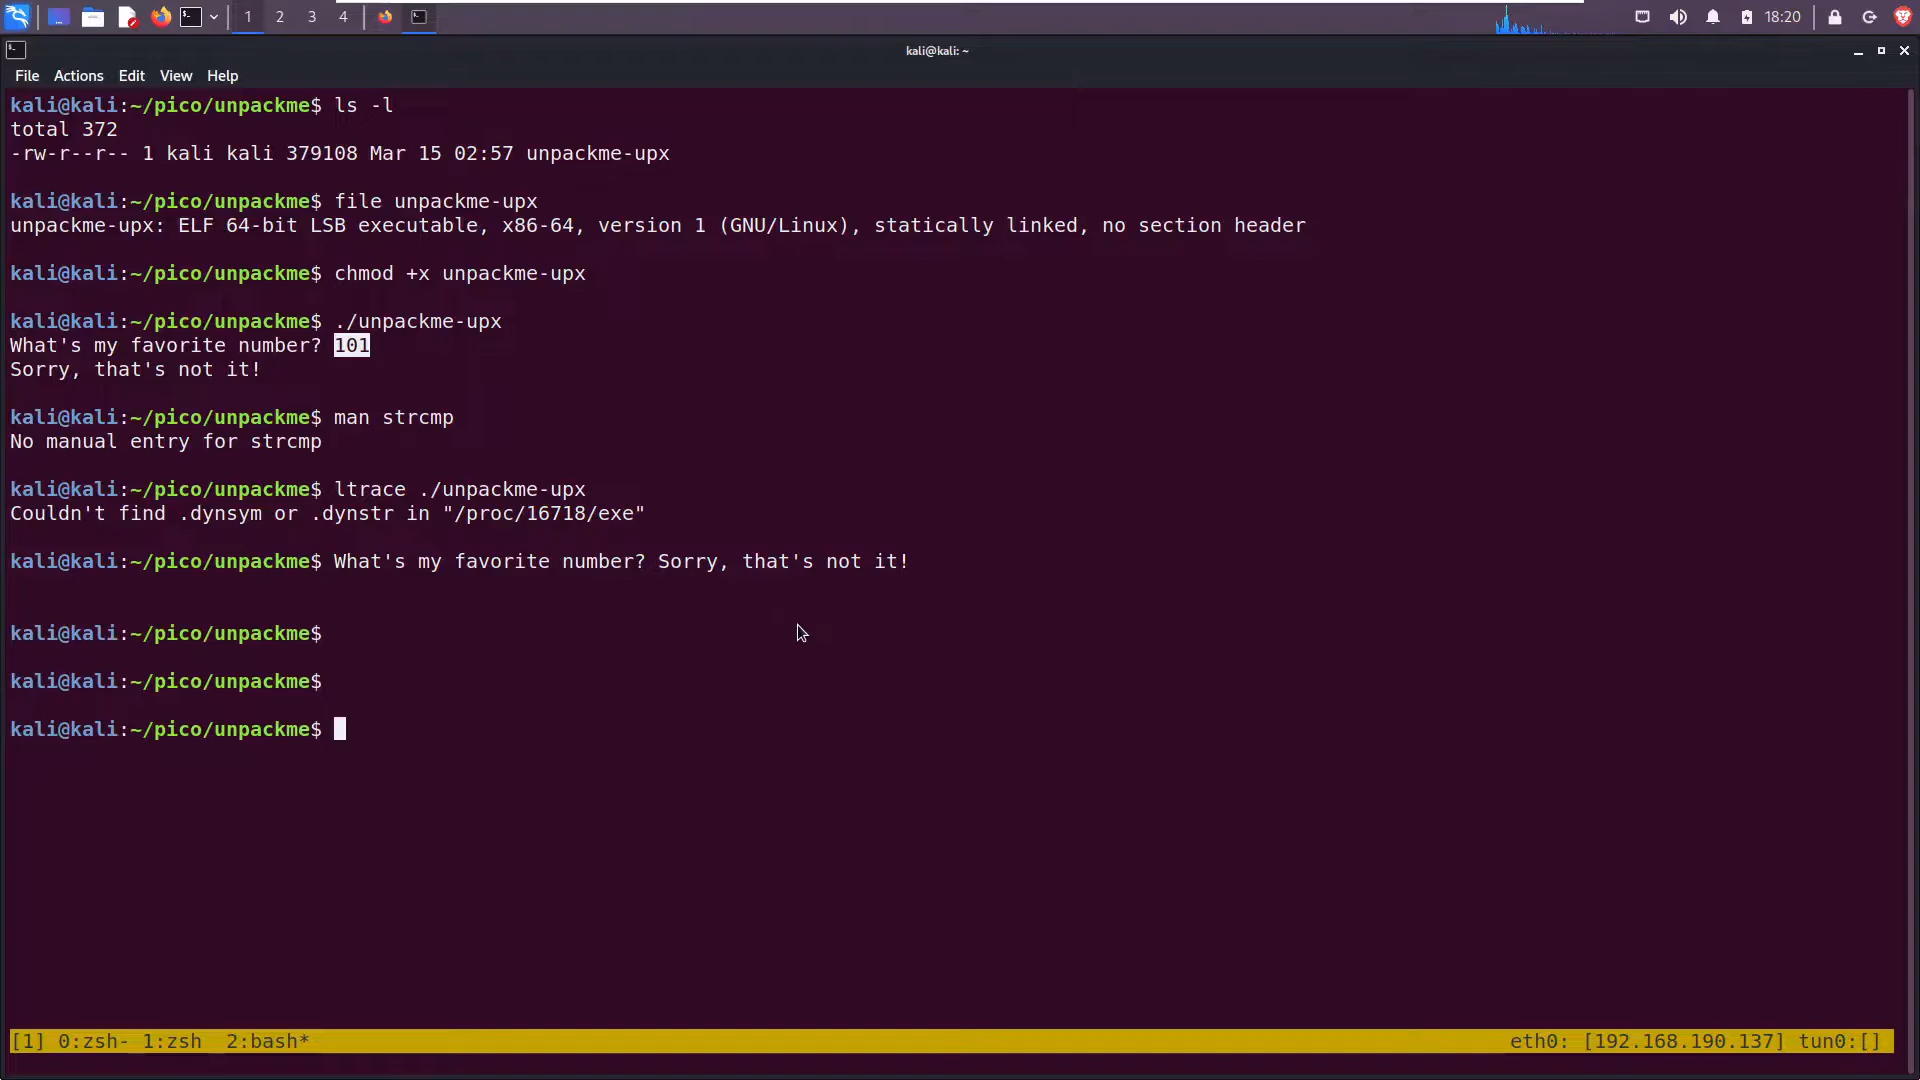 1 2 3 4 18:20
kali@kali: ~
File Actions Edit View Help
kali@kali:~/pico/unpackme$ ls -l
total 372
-rw-r--r-- 1 kali kali 379108 Mar 15 02:57 unpackme-upx
kali@kali:~/pico/unpackme$ file unpackme-upx
unpackme-upx: ELF 64-bit LSB executable, x86-64, version 1 (GNU/Linux), statically linked, no section header
kali@kali:~/pico/unpackme$ chmod +x unpackme-upx
kali@kali:~/pico/unpackme$ ./unpackme-upx
What's my favorite number? 101
Sorry, that's not it!
kali@kali:~/pico/unpackme$ man strcmp
No manual entry for strcmp
kali@kali:~/pico/unpackme$ ltrace ./unpackme-upx
Couldn't find .dynsym or .dynstr in "/proc/16718/exe"
kali@kali:~/pico/unpackme$ What's my favorite number? Sorry, that's not it!
kali@kali:~/pico/unpackme$
kali@kali:~/pico/unpackme$
kali@kali:~/pico/unpackme$
[1] 0:zsh- 1:zsh 2:bash* eth0: [192.168.190.137] tun0:[]